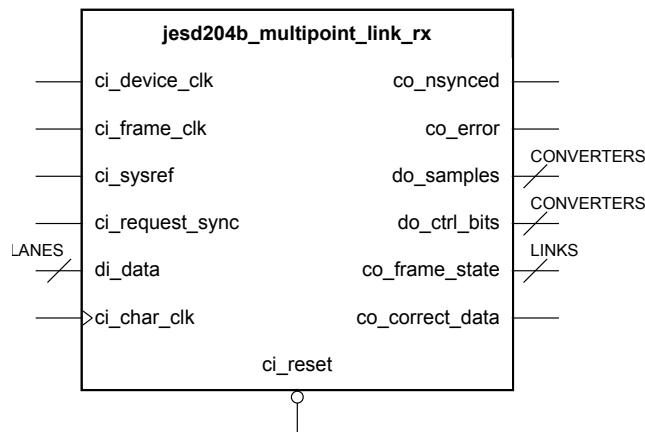 jesd204b_multipoint_link_rx
ci_device_clk
co_nsynced
ci_frame_clk
co_error
ci_sysref
do_samples
CONVERTERS
ci_request_sync
do_ctrl_bits
CONVERTERS
LANES
di_data
co_frame_state
LINKS
ci_char_clk
co_correct_data
ci_reset